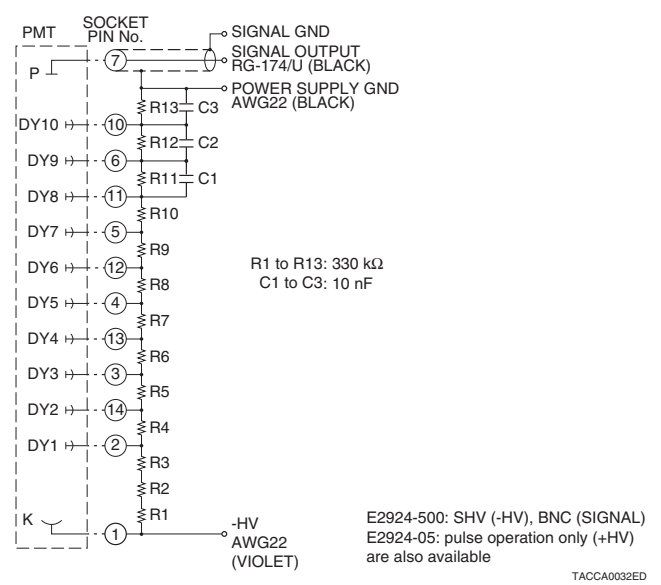 PMT
SOCKET
PIN No.
SIGNAL GND
SIGNAL OUTPUT
RG-174/U (BLACK)
POWER SUPPLY GND
AWG22 (BLACK)
P
7
R13
C3
DY10
10
R12
C2
DY9
6
R11
C1
DY8
11
R10
DY7
5
R9
DY6
12
R8
DY5
4
R7
DY4
13
R6
DY3
3
R5
DY2
14
R4
DY1
2
R3
R2
R1
K
1
R1 to R13: 330 kΩ
C1 to C3: 10 nF
-HV
AWG22
(VIOLET)
E2924-500: SHV (-HV), BNC (SIGNAL)
E2924-05: pulse operation only (+HV)
are also available
TACCA0032ED